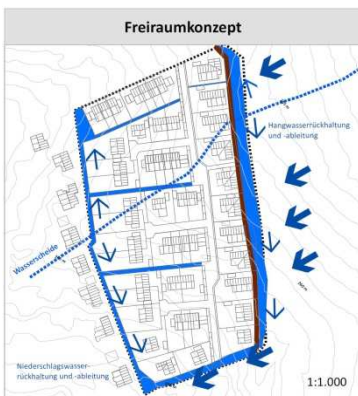 Freiraumkonzept
Hangwasserrückhaltung
und -ableitung
Wasserscheide
Niederschlagswasser-
rückhaltung und -ableitung
1:1.000